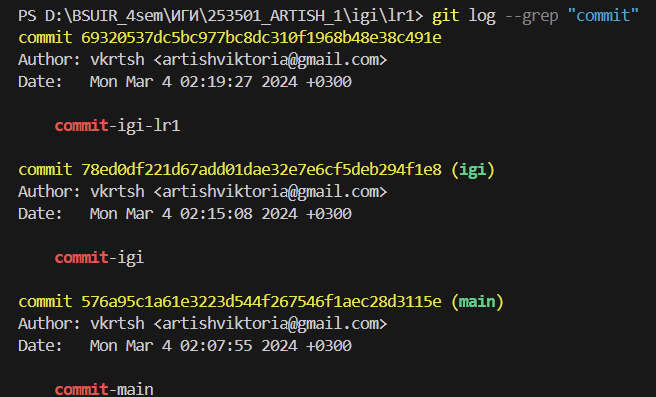 PS D:\BSUIR_4sem\ИГИ\253501_ARTISH_1\igi\lr1> git log --grep "commit"
commit 69320537dc5bc977bc8dc310f1968b48e38c491e
Author: vkrtsh <artishviktoria@gmail.com>
Date:   Mon Mar 4 02:19:27 2024 +0300
    commit-igi-lr1
commit 78ed0df221d67add01dae32e7e6cf5deb294f1e8 (igi)
Author: vkrtsh <artishviktoria@gmail.com>
Date:   Mon Mar 4 02:15:08 2024 +0300
    commit-igi
commit 576a95c1a61e3223d544f267546f1aec28d3115e (main)
Author: vkrtsh <artishviktoria@gmail.com>
Date:   Mon Mar 4 02:07:55 2024 +0300
    commit-main